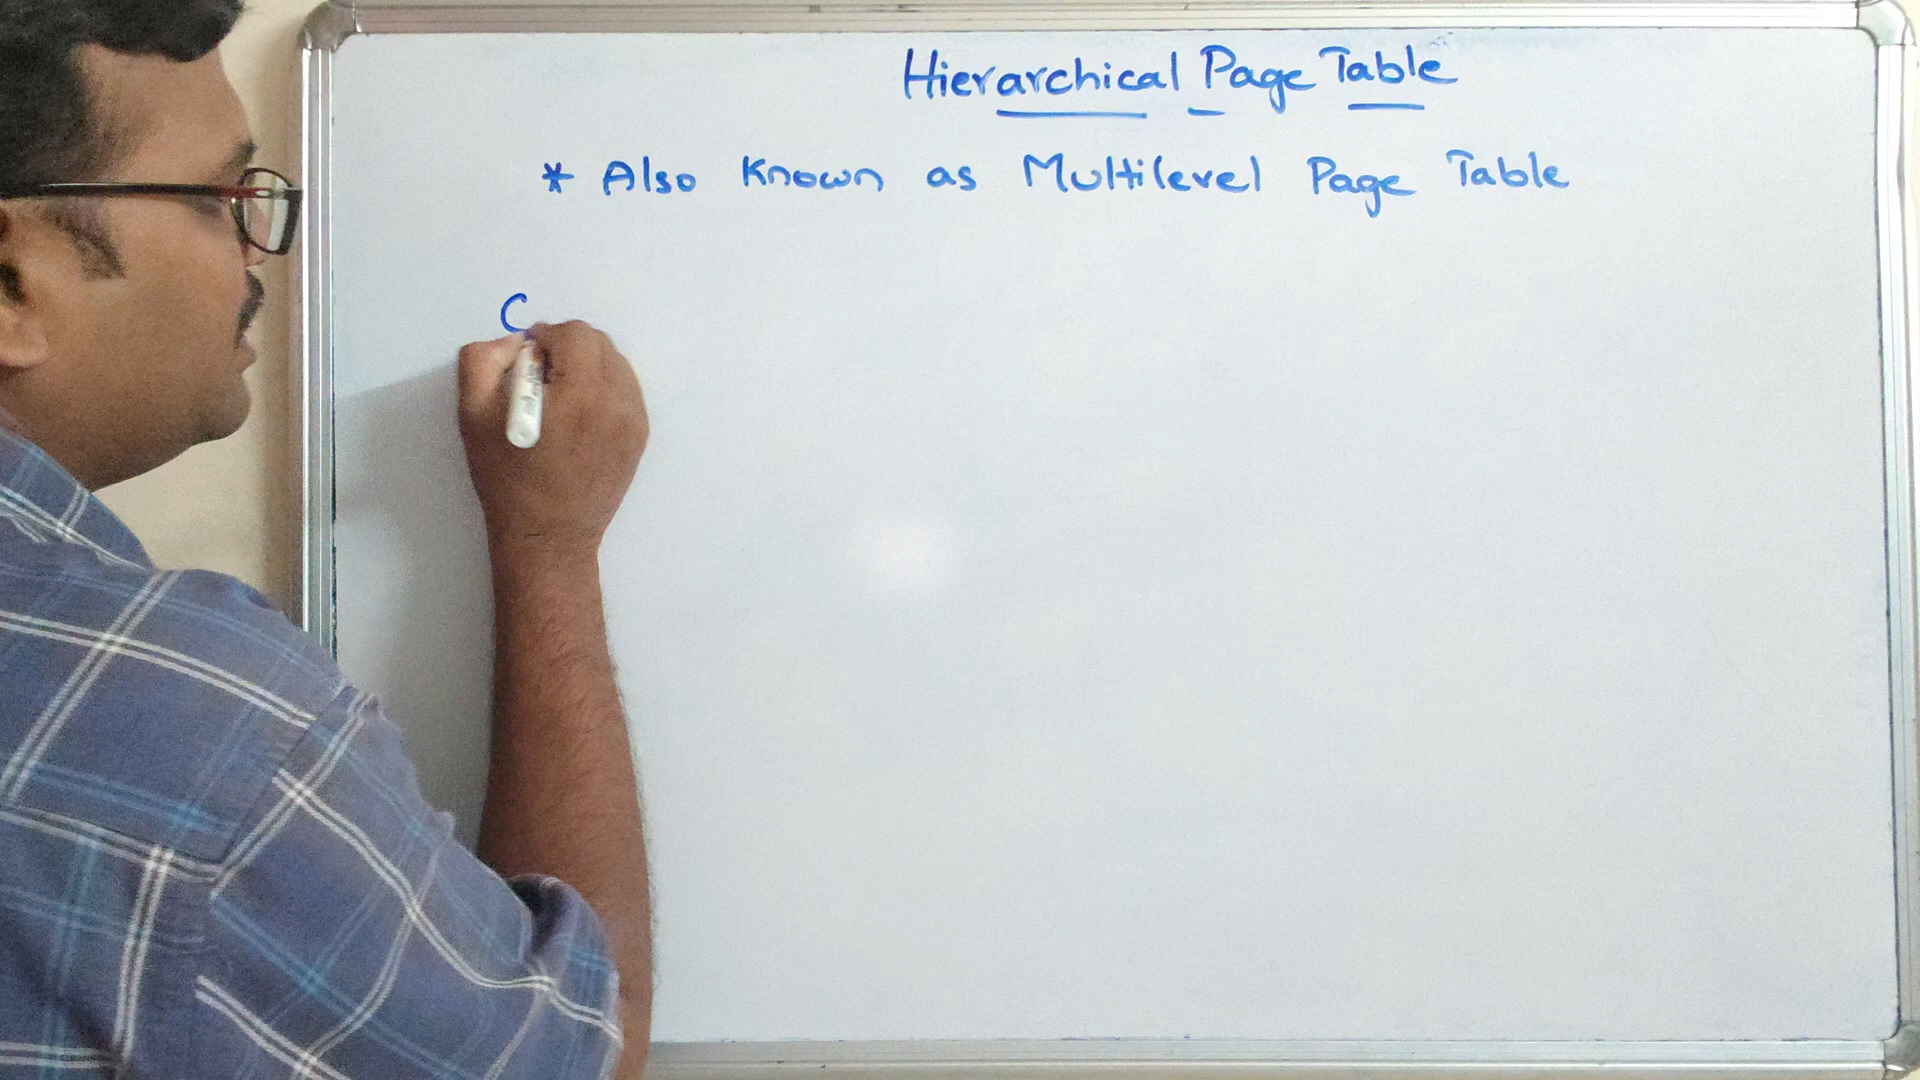 Hierarchical Page Table
* Also Known as Multilevel Page Table
C